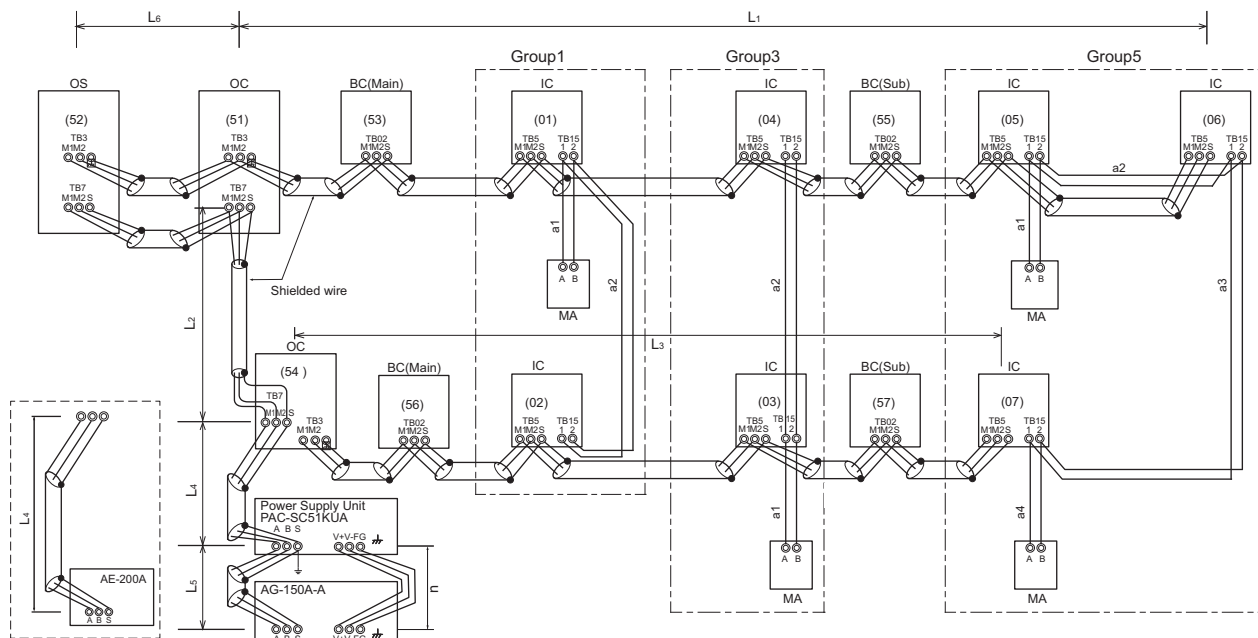 L6
L1
Group1
Group3
Group5
OS
OC
BC(Main)
IC
IC
BC(Sub)
IC
IC
(52)
(51)
(53)
(01)
(04)
(55)
(05)
(06)
TB3
M1M2
TB3
M1M2
TB02
M1M2S
TB5
M1M2S
TB15
1 2
TB5
M1M2S
TB15
1 2
TB02
M1M2S
TB5
M1M2S
TB15
1 2
TB5
M1M2S
TB15
1 2
a2
TB7
M1M2S
TB7
M1M2S
a1
a1
A B
MA
A B
MA
Shielded wire
L2
a2
a2
a3
L3
OC
BC(Main)
IC
IC
BC(Sub)
IC
(54 )
(56)
(02)
(03)
(57)
(07)
TB7
M1M2S
TB3
M1M2
TB02
M1M2S
TB5
M1M2S
TB15
1 2
TB5
M1M2S
TB15
1 2
TB02
M1M2S
TB5
M1M2S
TB15
1 2
L4
L4
Power Supply Unit
PAC-SC51KUA
A B S
V+V-FG
a1
a4
A B
MA
A B
MA
L5
n
AE-200A
A B S
AG-150A-A
A B S
V+V-FG